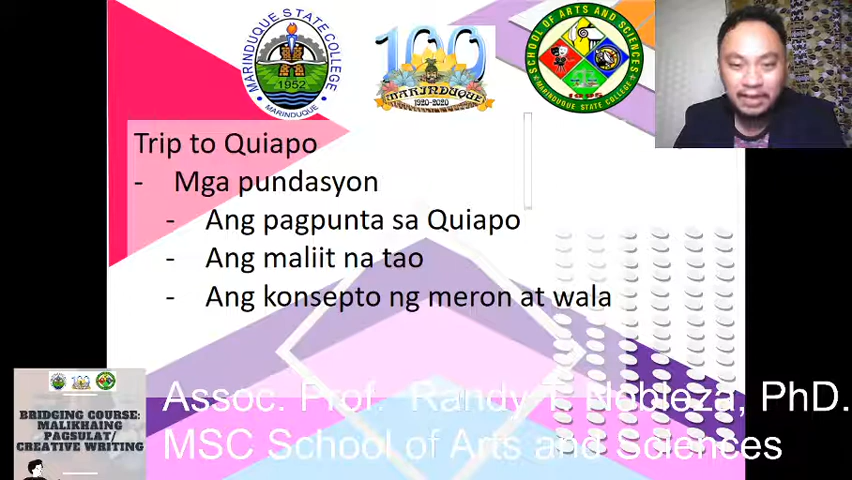 MARINDUQUE STATE COLLEGE
1952
MARINDUQUE
100
MARINDUQUE
1920-2020
SCHOOL OF ARTS AND SCIENCES
MARINDUQUE STATE COLLEGE
Trip to Quiapo
- Mga pundasyon
- Ang pagpunta sa Quiapo
- Ang maliit na tao
- Ang konsepto ng meron at wala
BRIDGING COURSE:
MALIKHAING
PAGSULAT/
CREATIVE WRITING
Assoc. Prof. Randy T. Nobleza, PhD.
MSC School of Arts and Sciences